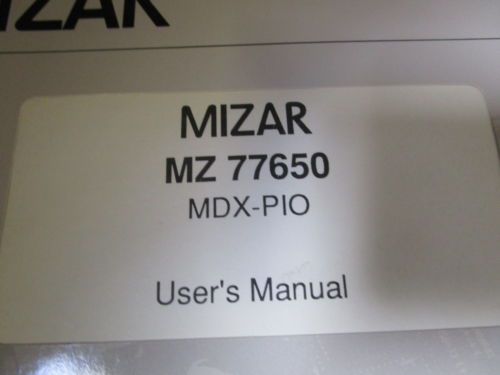 MIZAR
MIZAR
MZ 77650
MDX-PIO
User's Manual